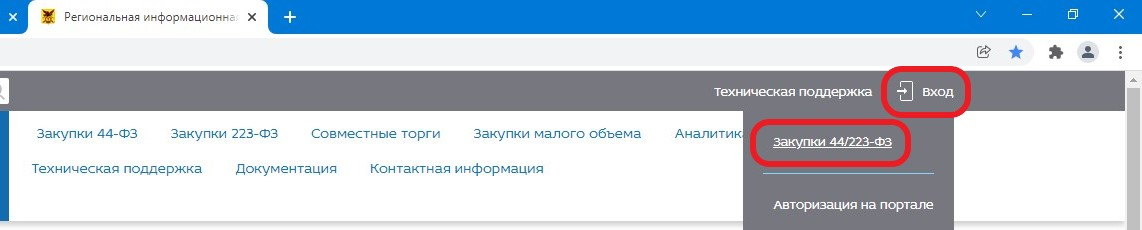 Региональная информационна
Техническая поддержка Вход
Закупки 44-ФЗ Закупки 223-ФЗ Совместные торги Закупки малого объема Аналитика
Закупки 44/223-ФЗ
Техническая поддержка Документация Контактная информация
Авторизация на портале